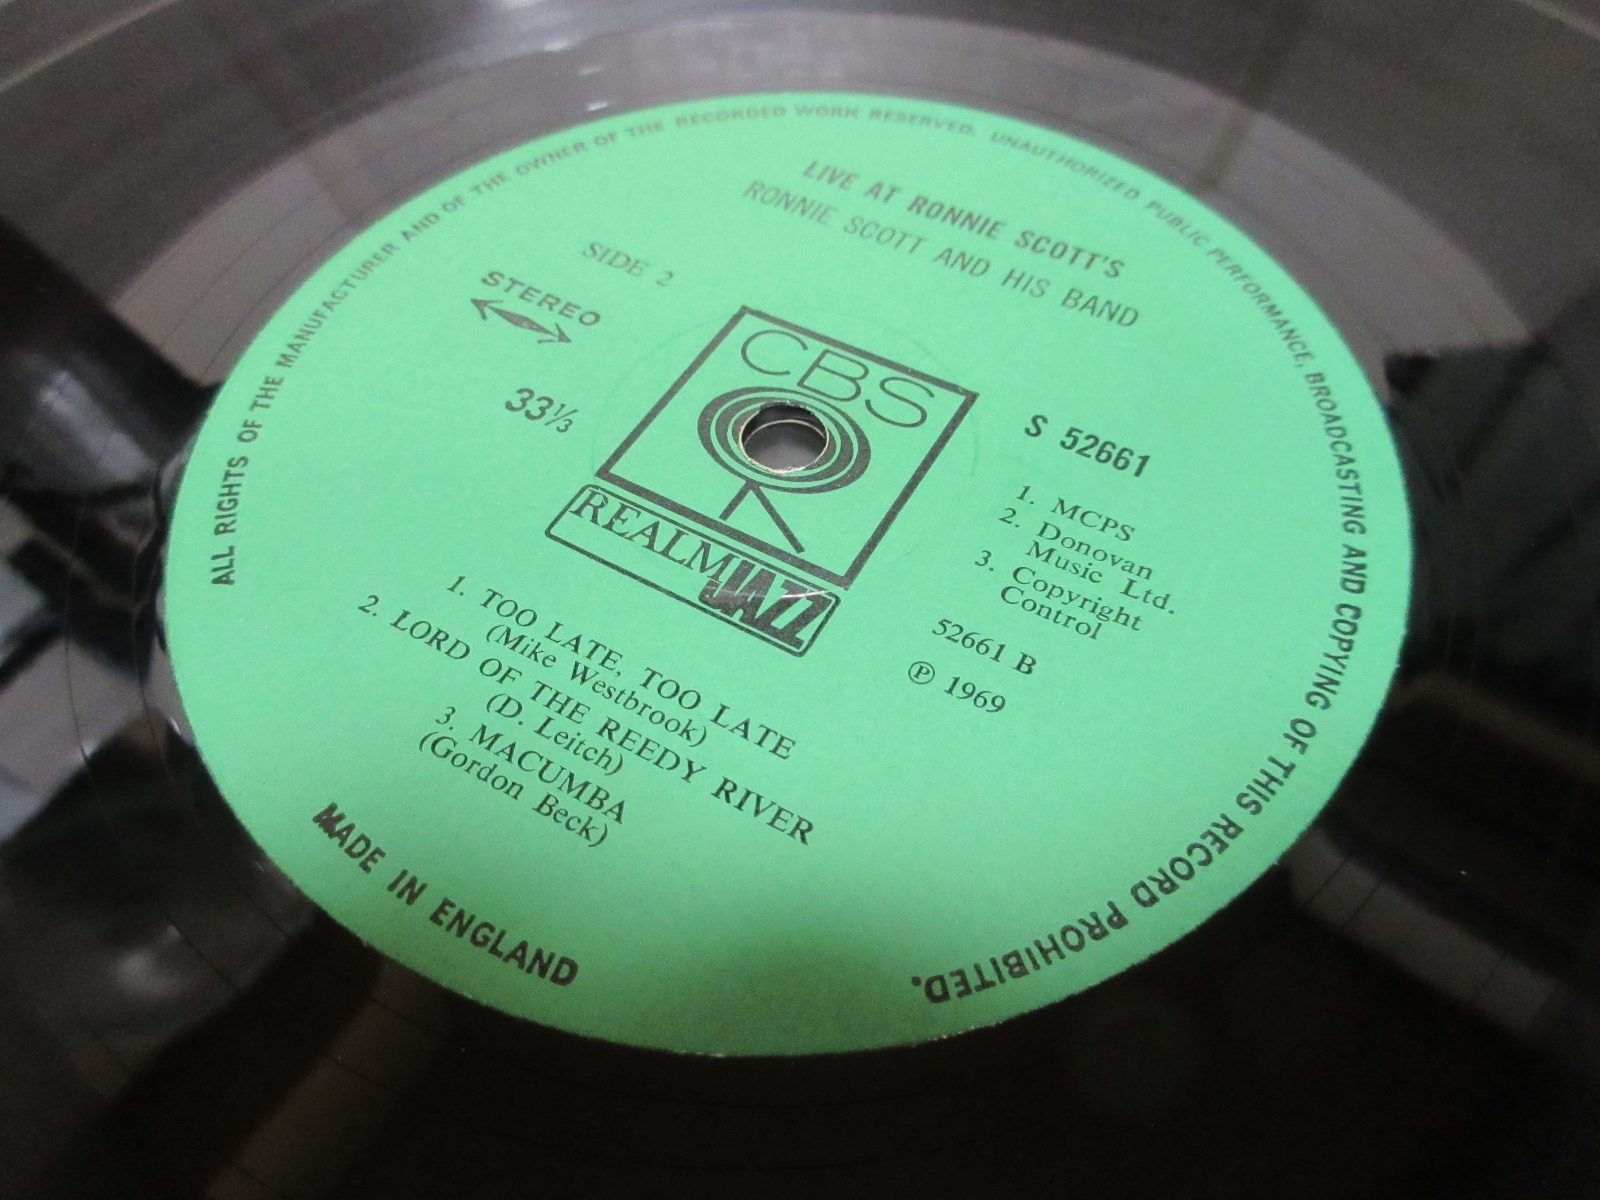 ALL RIGHTS OF THE MANUFACTURER AND OF THE OWNER OF THE RECORDED WORK RESERVED. UNAUTHORIZED PUBLIC PERFORMANCE, BROADCASTING AND COPYING OF THIS RECORD PROHIBITED.
LIVE AT RONNIE SCOTT'S
RONNIE SCOTT AND HIS BAND
SIDE 2
STEREO
33⅓
CBS
R
REALM JAZZ
S 52661
1. MCPS
2. Donovan
Music Ltd.
3. Copyright
Control
52661 B
℗ 1969
1. TOO LATE, TOO LATE
(Mike Westbrook)
2. LORD OF THE REEDY RIVER
(D. Leitch)
3. MACUMBA
(Gordon Beck)
MADE IN ENGLAND